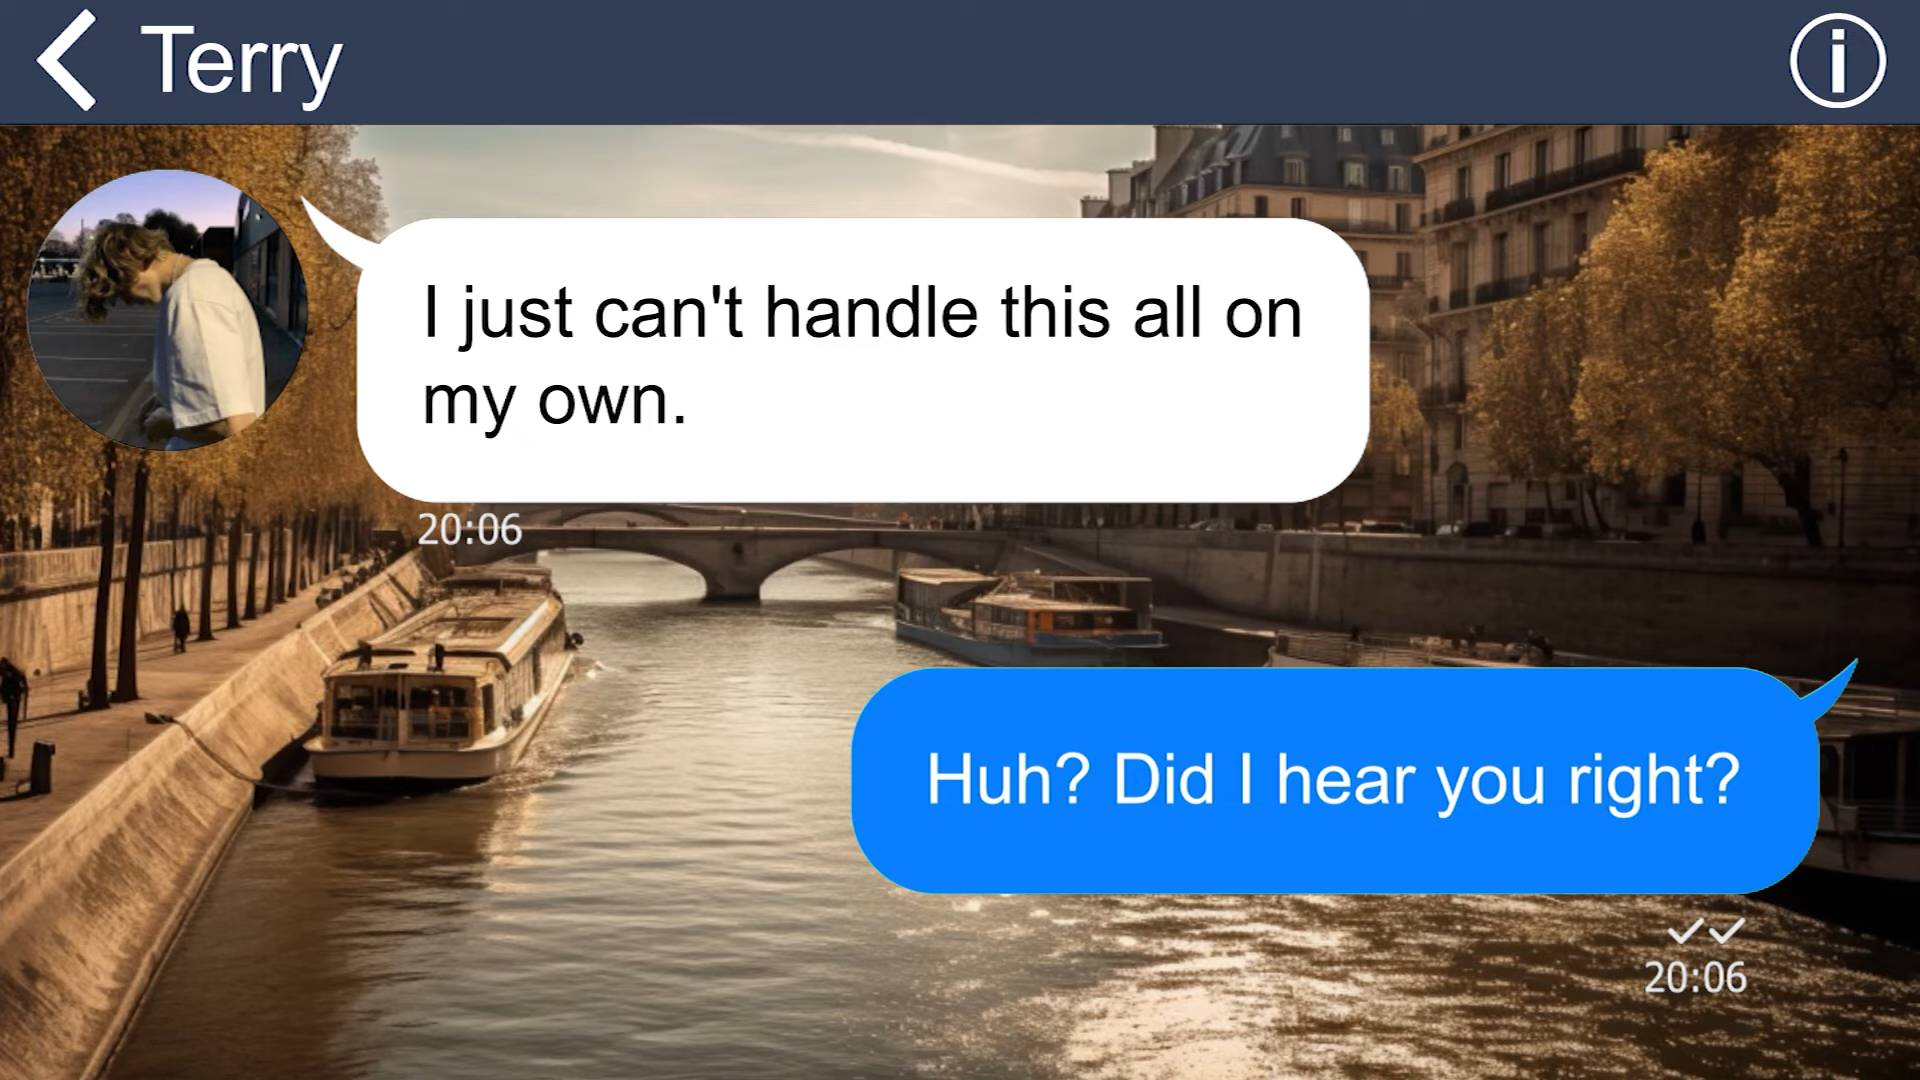 Terry
I just can't handle this all on
my own.
20:06
Huh? Did I hear you right?
20:06